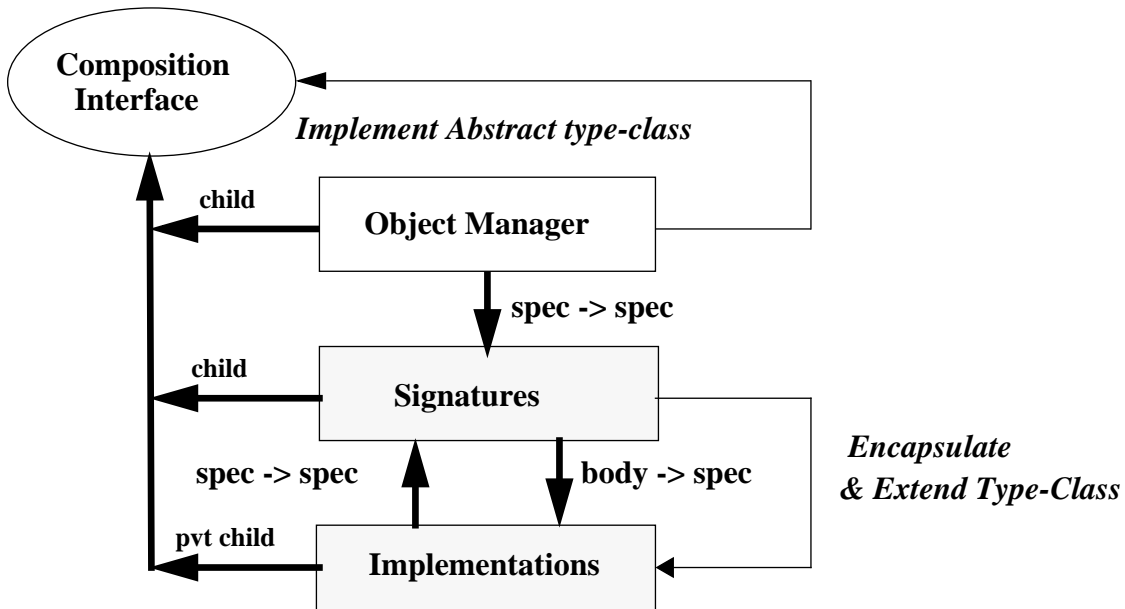 Composition
Interface
Implement Abstract type-class
child
Object Manager
spec -> spec
child
Signatures
spec -> spec
body -> spec
Encapsulate
& Extend Type-Class
pvt child
Implementations